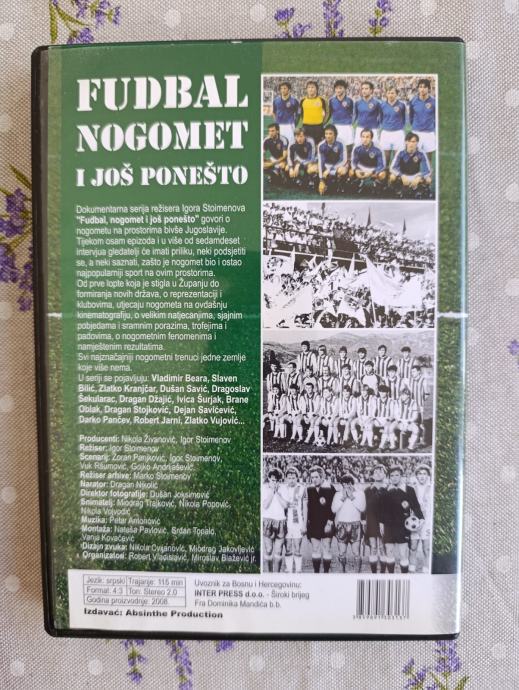 FUDBAL
NOGOMET
I JOŠ PONEŠTO
Dokumentarna serija režisera Igora Stoimenova
"Fudbal, nogomet i još ponešto" govori o
nogometu na prostorima bivše Jugoslavije.
Tijekom osam epizoda i u više od sedamdeset
intervjua gledatelji će imati priliku, neki podsjetiti
se, a neki saznati, zašto je nogomet bio i ostao
najpopularniji sport na ovim prostorima.
Od prve lopte koja je stigla u Županju do
formiranja novih država, o reprezentaciji i
klubovima, utjecaju nogometa na ovdašnju
kinematografiju, o velikim natjecanjima, sjajnim
pobjedama i sramnim porazima, trofejima i
padovima, o nogometnim fenomenima i
namještenim rezultatima.
Svi najznačajniji nogometni trenuci jedne zemlje
koje više nema.
U seriji se pojavljuju: Vladimir Beara, Slaven
Bilić, Zlatko Kranjčar, Dušan Savić, Dragoslav
Šekularac, Dragan Džajić, Ivica Šurjak, Brane
Oblak, Dragan Stojković, Dejan Savićević,
Darko Pančev, Robert Jarni, Zlatko Vujović...
Producenti: Nikola Živanović, Igor Stoimenov
Režiser: Igor Stoimenov
Scenarij: Zoran Panjković, Igor Stoimenov,
Vuk Ršumović, Gojko Andrijašević
Režiser arhive: Marko Stoimenov
Narator: Dragan Nikolić
Direktor fotografije: Dušan Joksimović
Snimatelj: Miodrag Trajković, Nikola Popović,
Nikola Vojvodić
Muzika: Petar Antonović
Montaža: Nataša Pavlović, Srđan Topalo,
Vanja Kovačević
Dizajn zvuka: Nikola Cvijanović, Miodrag Jakovljević
Organizatori: Robert Vladislavić, Miroslav Blažević jr.
Jezik: srpski Trajanje: 115 min
Format: 4:3 Ton: Stereo 2.0
Godina proizvodnje: 2008.
Izdavač: Absinthe Production
Uvoznik za Bosnu i Hercegovinu:
INTER PRESS d.o.o. - Široki brijeg
Fra Dominika Mandića b.b.